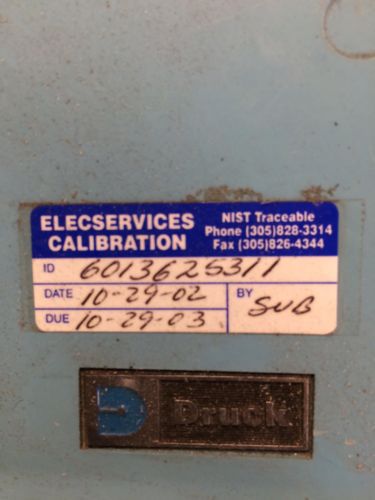 ELECSERVICES
CALIBRATION
NIST Traceable
Phone (305)828-3314
Fax (305)826-4344
ID 6013625311
DATE 10-29-02
DUE 10-29-03
BY SUB
Druck